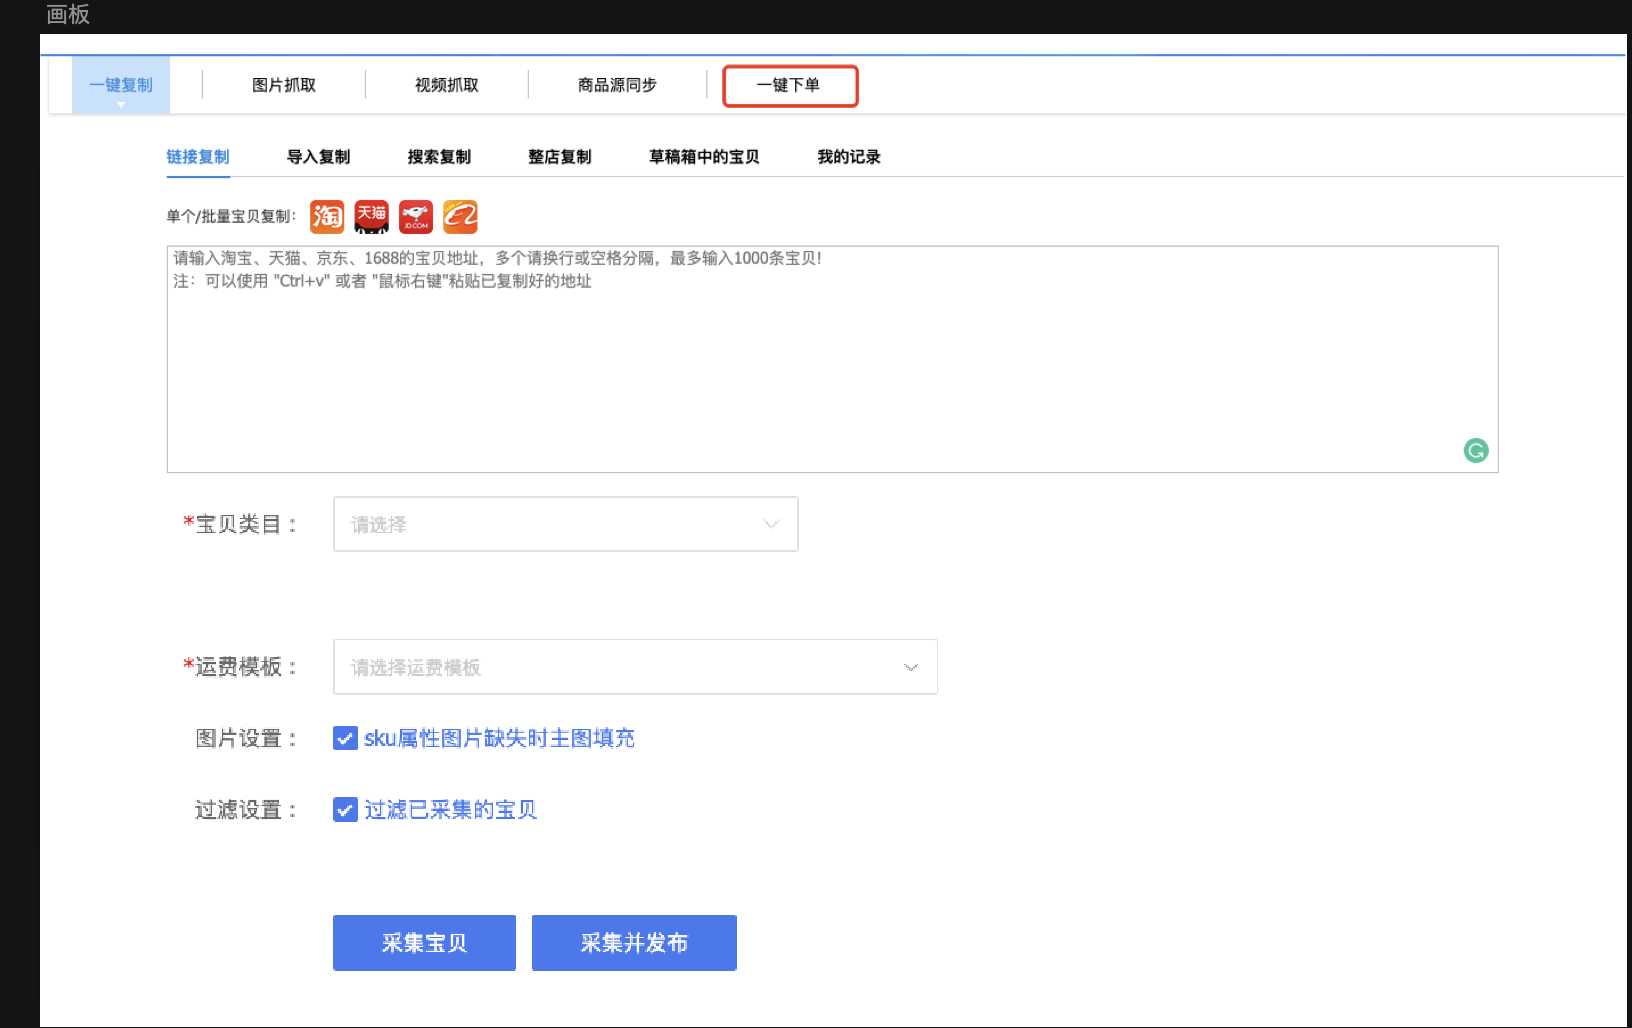 画板
一键复制 图片抓取 视频抓取 商品源同步 一键下单
链接复制 导入复制 搜索复制 整店复制 草稿箱中的宝贝 我的记录
单个/批量宝贝复制： 淘 天猫 JD.COM
请输入淘宝、天猫、京东、1688的宝贝地址，多个请换行或空格分隔，最多输入1000条宝贝!
注：可以使用 "Ctrl+v" 或者 "鼠标右键"粘贴已复制好的地址
*宝贝类目： 请选择
*运费模板： 请选择运费模板
图片设置： sku属性图片缺失时主图填充
过滤设置： 过滤已采集的宝贝
采集宝贝 采集并发布